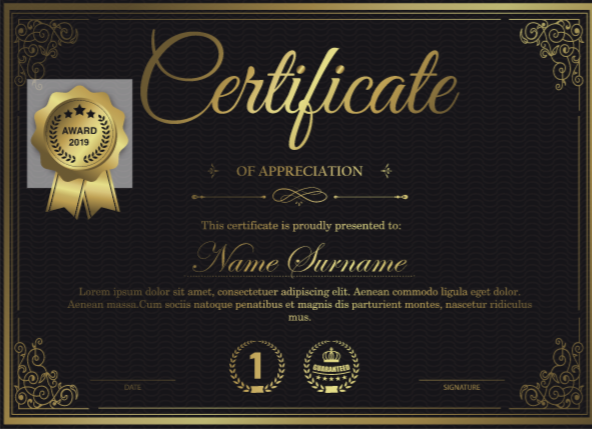 Certificate
AWARD
2019
OF APPRECIATION
This certificate is proudly presented to:
Name Surname
Lorem ipsum dolor sit amet, consectetuer adipiscing elit. Aenean commodo ligula eget dolor.
Aenean massa.Cum sociis natoque penatibus et magnis dis parturient montes, nascetur ridiculus
mus.
1
GUARANTEED
DATE
SIGNATURE